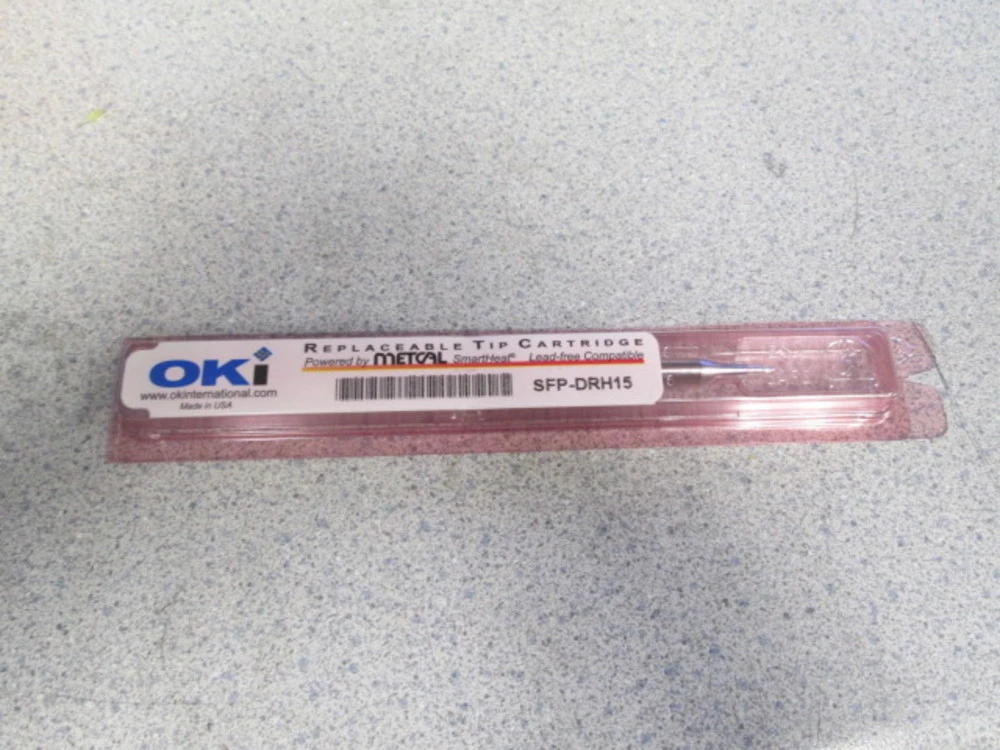 OKi
www.okinternational.com
Made in USA
REPLACEABLE TIP CARTRIDGE
Powered by METCAL SmartHeat® Lead-free Compatible
SFP-DRH15